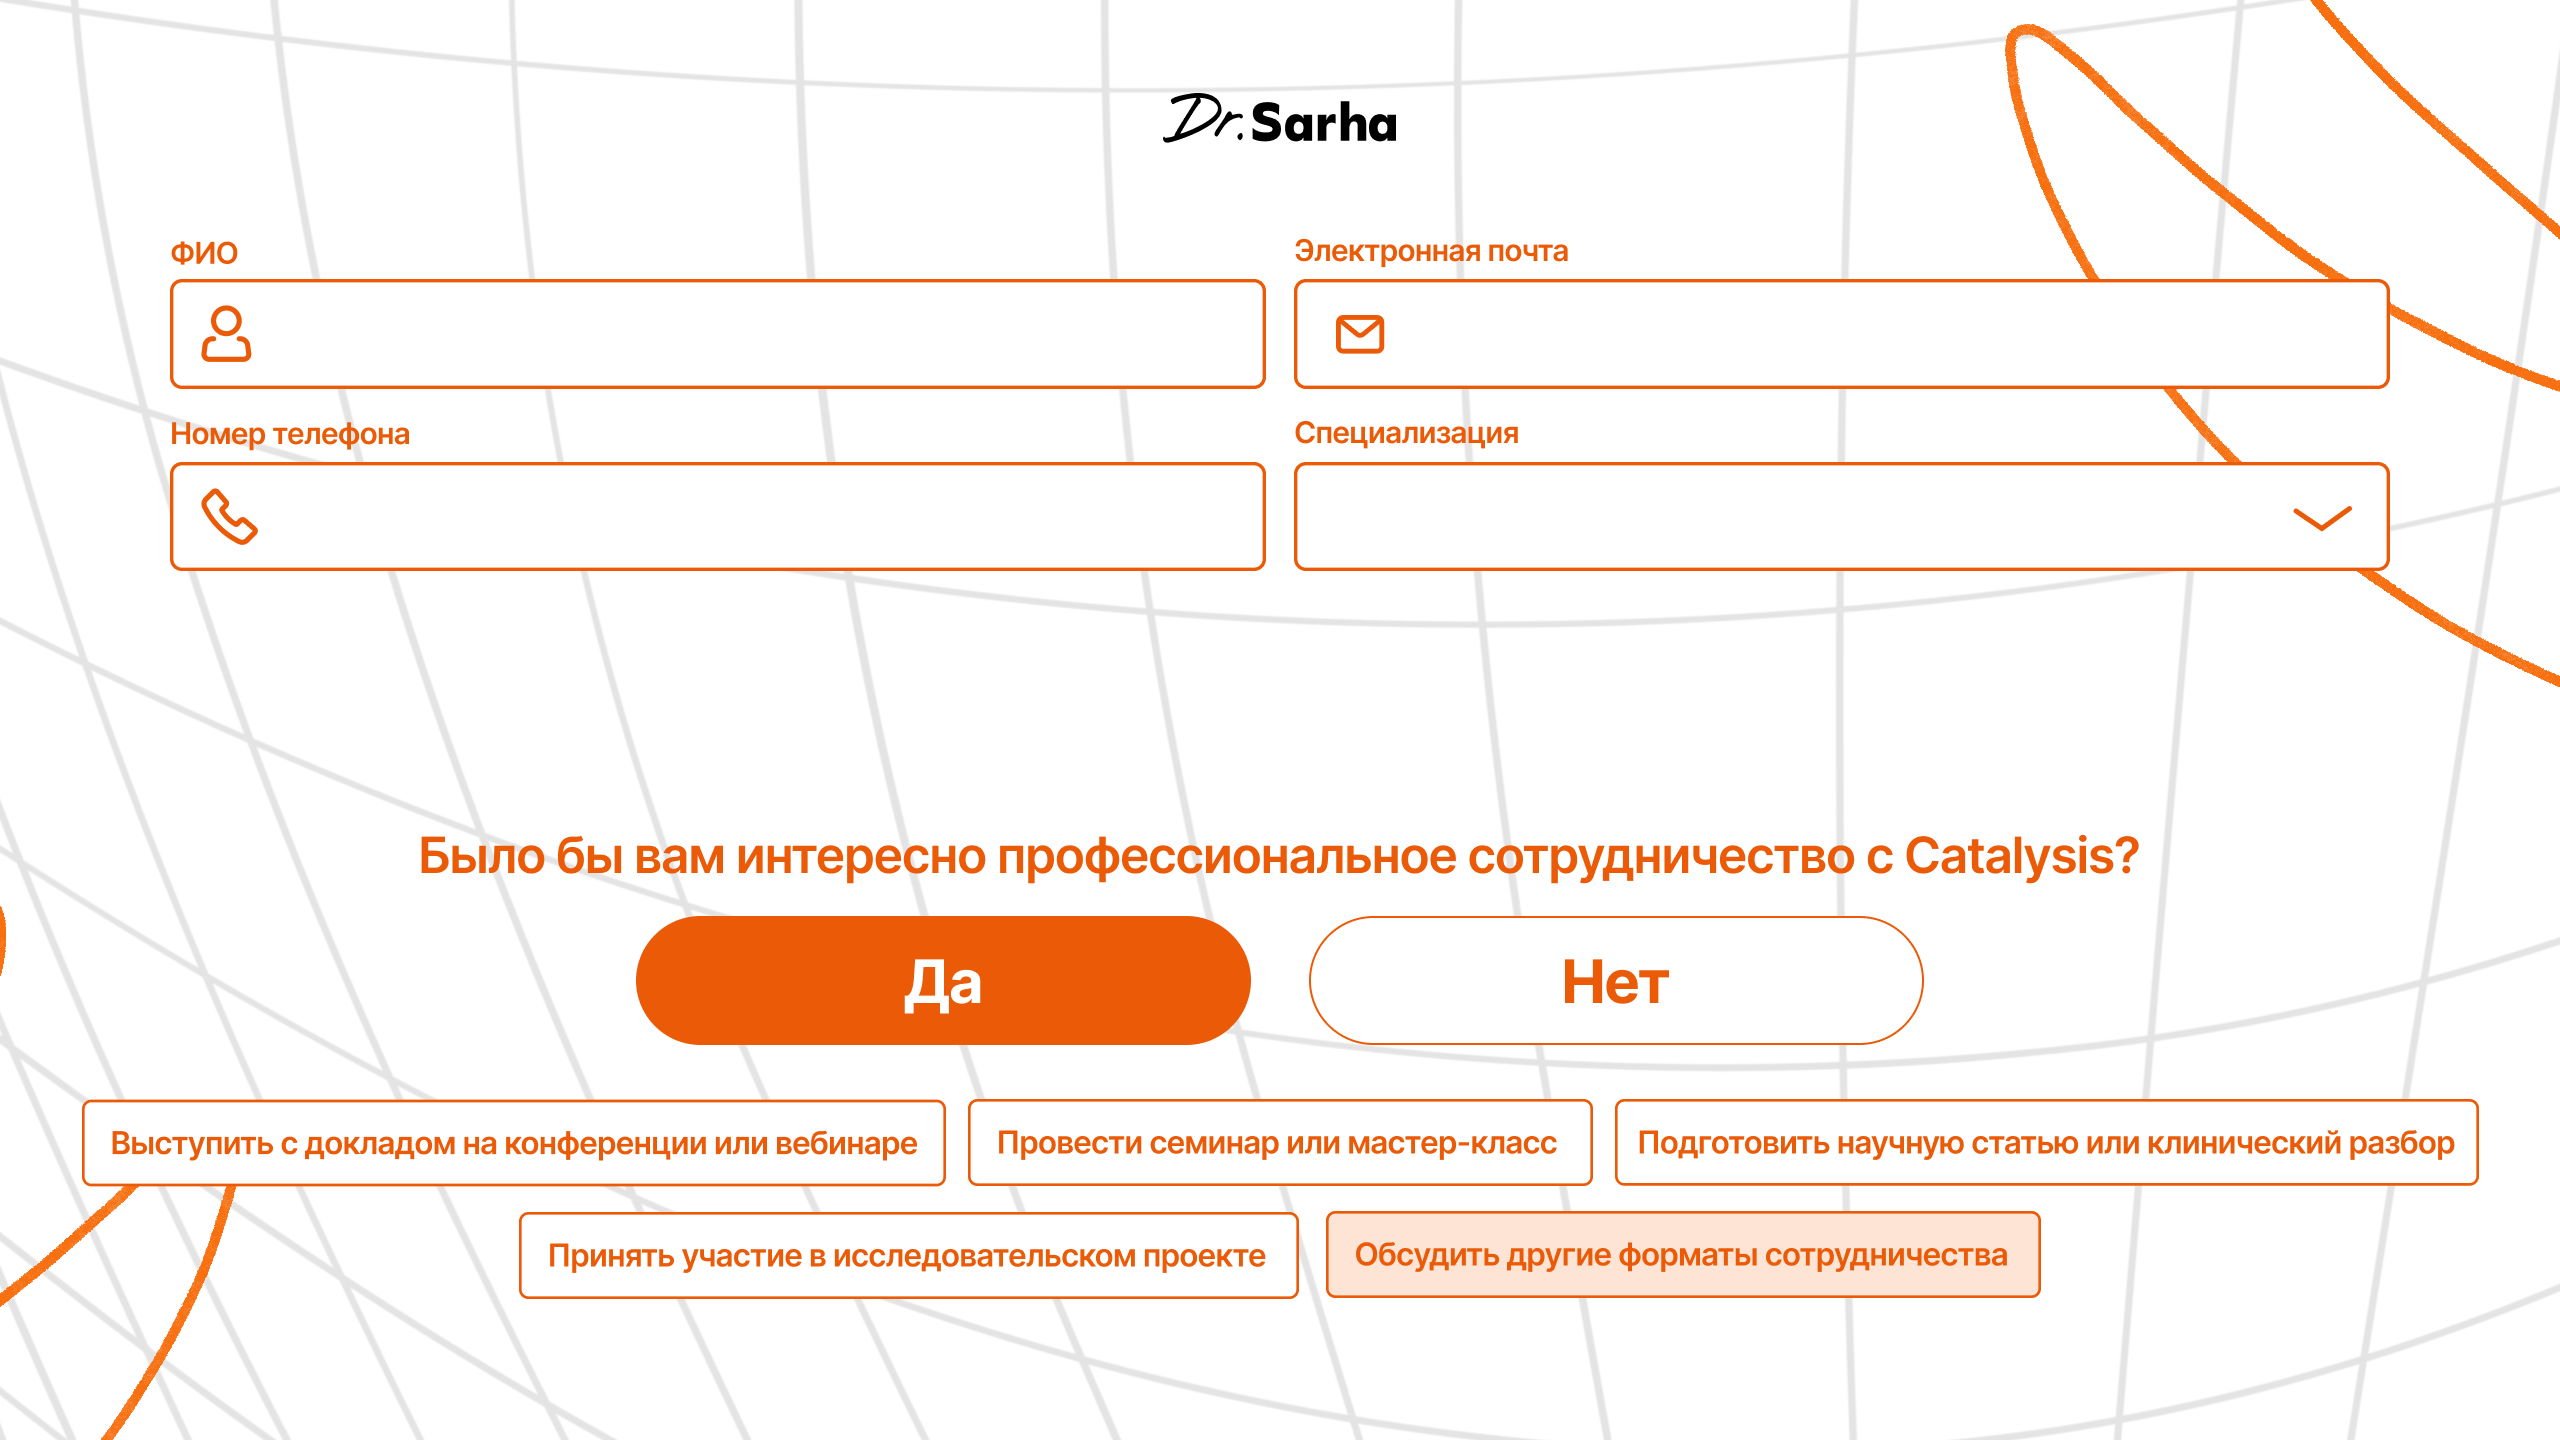 Dr. Sarha
ФИО
Электронная почта
Номер телефона
Специализация
Было бы вам интересно профессиональное сотрудничество с Catalysis?
Да
Нет
Выступить с докладом на конференции или вебинаре
Провести семинар или мастер-класс
Подготовить научную статью или клинический разбор
Принять участие в исследовательском проекте
Обсудить другие форматы сотрудничества